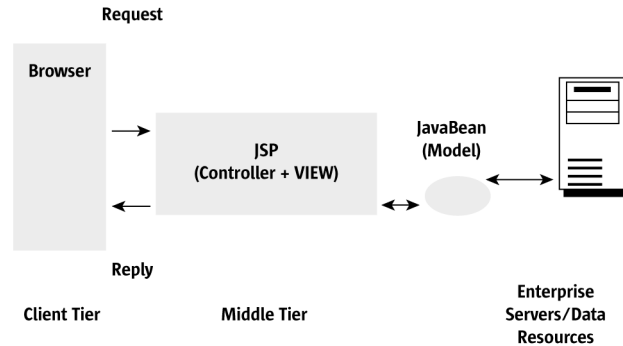 Request
Browser
JSP
(Controller + VIEW)
JavaBean
(Model)
Reply
Client Tier
Middle Tier
Enterprise
Servers/Data
Resources